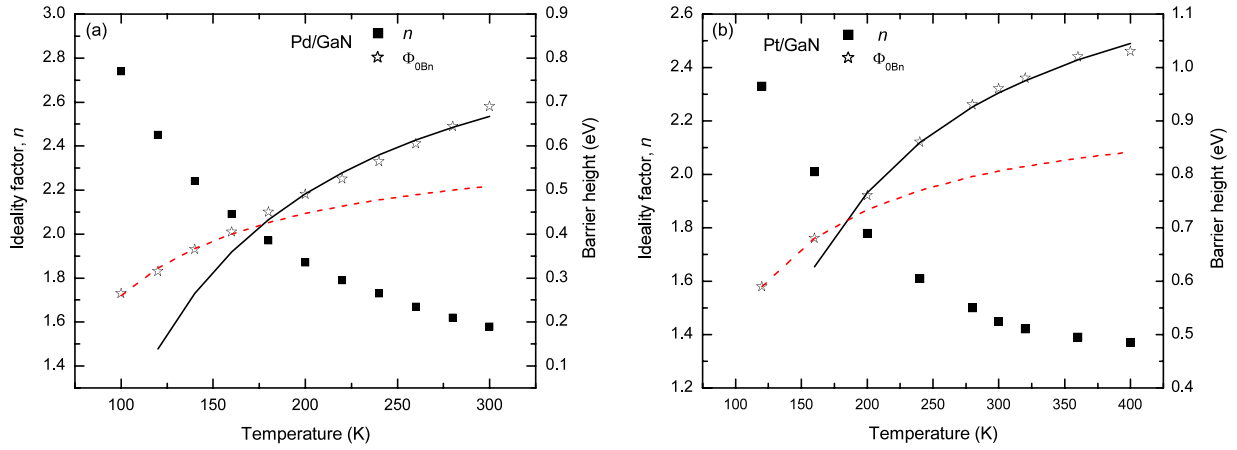 (a)
Pd/GaN
n
Φ0Bn
3.0
2.8
2.6
2.4
2.2
2.0
1.8
1.6
1.4
Ideality factor, n
0.9
0.8
0.7
0.6
0.5
0.4
0.3
0.2
0.1
Barrier height (eV)
100 150 200 250 300
Temperature (K)
(b)
Pt/GaN
n
Φ0Bn
2.6
2.4
2.2
2.0
1.8
1.6
1.4
1.2
Ideality factor, n
1.1
1.0
0.9
0.8
0.7
0.6
0.5
0.4
Barrier height (eV)
100 150 200 250 300 350 400
Temperature (K)